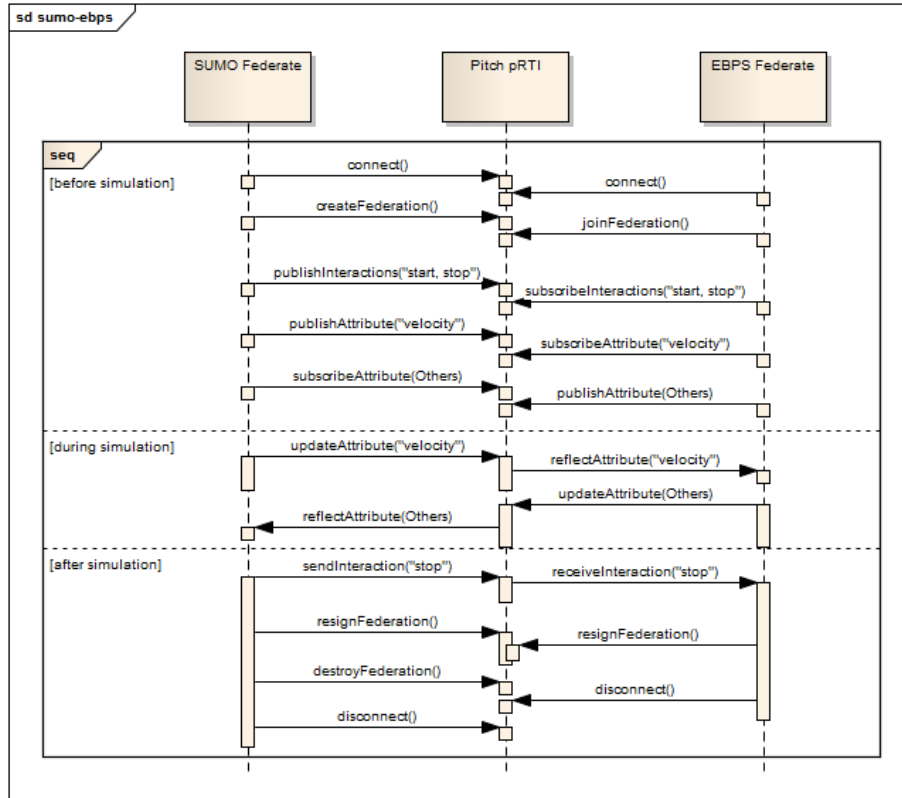 sd sumo-ebps
SUMO Federate
Pitch pRTI
EBPS Federate
seq
[before simulation]
connect()
connect()
createFederation()
joinFederation()
publishInteractions("start, stop")
subscribeInteractions("start, stop")
publishAttribute("velocity")
subscribeAttribute("velocity")
subscribeAttribute(Others)
publishAttribute(Others)
[during simulation]
updateAttribute("velocity")
reflectAttribute("velocity")
updateAttribute(Others)
reflectAttribute(Others)
[after simulation]
sendInteraction("stop")
receiveInteraction("stop")
resignFederation()
resignFederation()
destroyFederation()
disconnect()
disconnect()